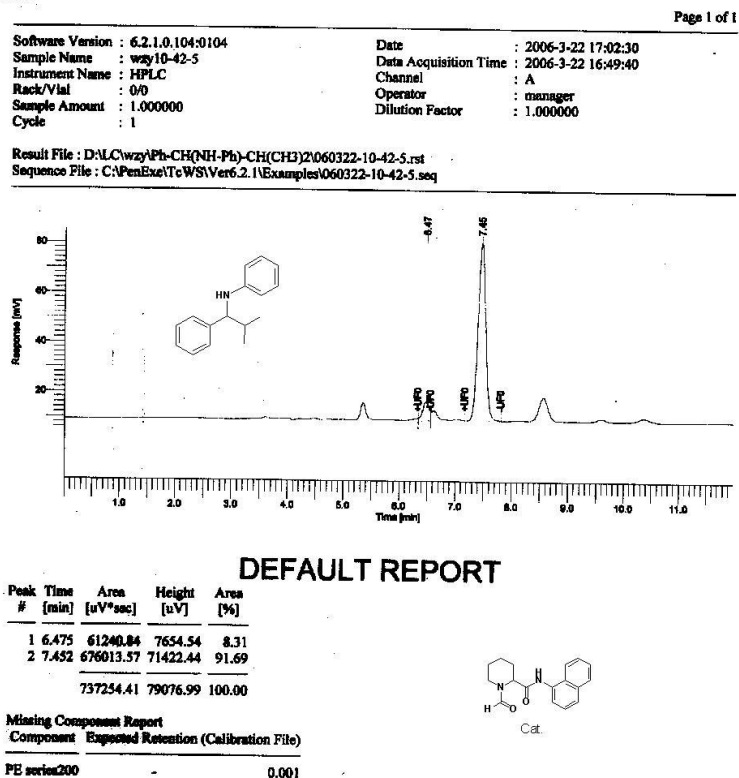 Page 1 of 1
Software Version : 6.2.1.0.104:0104
Sample Name : wzy10-42-5
Instrument Name : HPLC
Rack/Vial : 0/0
Sample Amount : 1.000000
Cycle : 1
Date : 2006-3-22 17:02:30
Data Acquisition Time : 2006-3-22 16:49:40
Channel : A
Operator : manager
Dilution Factor : 1.000000
Result File : D:\LC\wzy\Ph-CH(NH-Ph)-CH(CH3)2\060322-10-42-5.rst
Sequence File : C:\PenExe\TcWS\Ver6.2.1\Examples\060322-10-42-5.seq
6.47
7.45
80
60
40
20
Response [mV]
HN
+UF0
-UF0
+UF0
-UF0
1.0 2.0 3.0 4.0 5.0 6.0 7.0 8.0 9.0 10.0 11.0
Time [min]
DEFAULT REPORT
Peak Time Area Height Area
# [min] [uV*sec] [uV] [%]
1 6.475 61240.84 7654.54 8.31
2 7.452 676013.57 71422.44 91.69
737254.41 79076.99 100.00
H
N
N
O
H
O
Cat.
Missing Component Report
Component Expected Retention (Calibration File)
PE series200 - 0.001